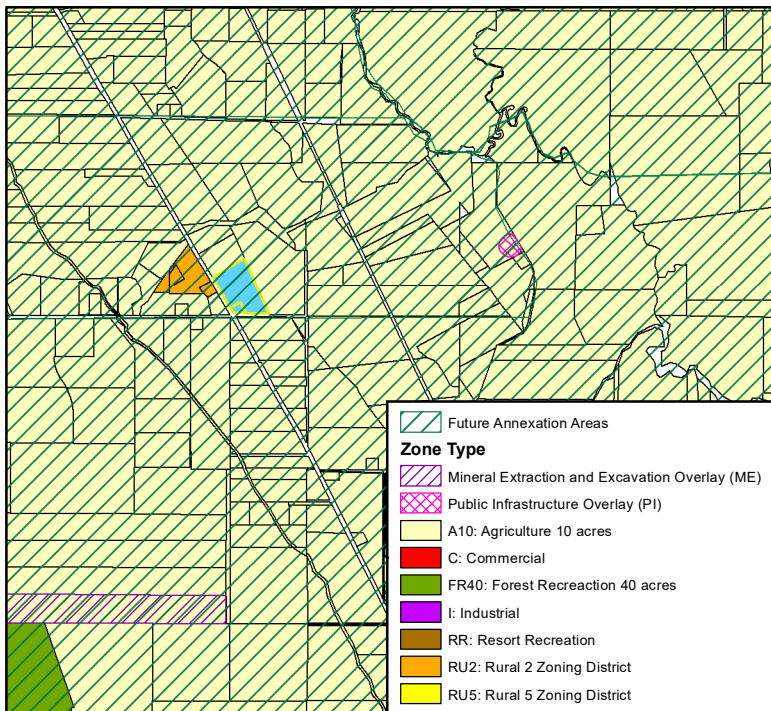 Future Annexation Areas
Zone Type
Mineral Extraction and Excavation Overlay (ME)
Public Infrastructure Overlay (PI)
A10: Agriculture 10 acres
C: Commercial
FR40: Forest Recreaction 40 acres
I: Industrial
RR: Resort Recreation
RU2: Rural 2 Zoning District
RU5: Rural 5 Zoning District